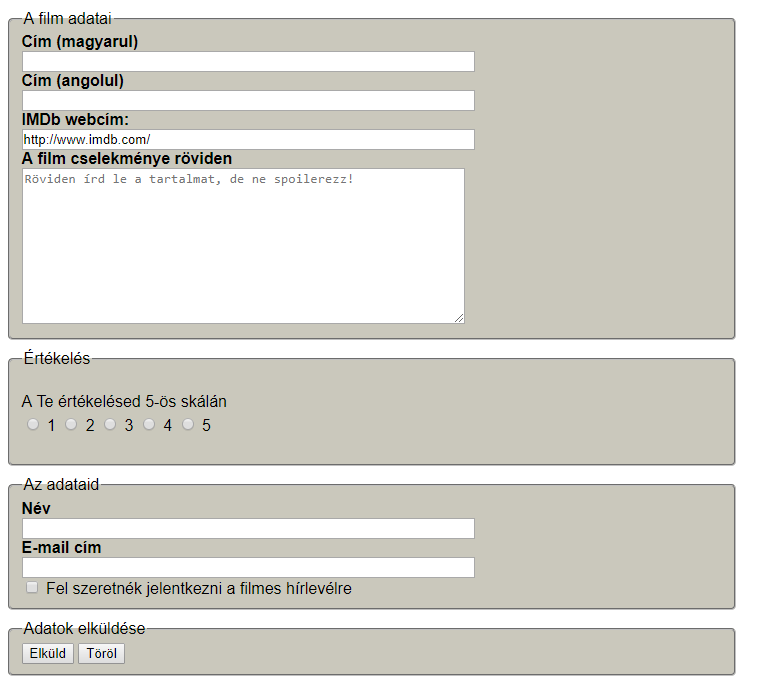 A film adatai
Cím (magyarul)
Cím (angolul)
IMDb webcím:
http://www.imdb.com/
A film cselekménye röviden
Röviden írd le a tartalmat, de ne spoilerezz!
Értékelés
A Te értékelésed 5-ös skálán
1 2 3 4 5
Az adataid
Név
E-mail cím
Fel szeretnék jelentkezni a filmes hírlevélre
Adatok elküldése
Elküld Töröl